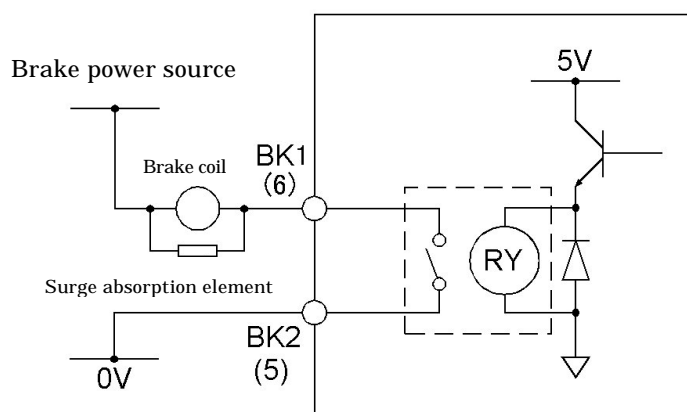 5V
Brake power source
BK1
(6)
Brake coil
RY
Surge absorption element
BK2
(5)
0V